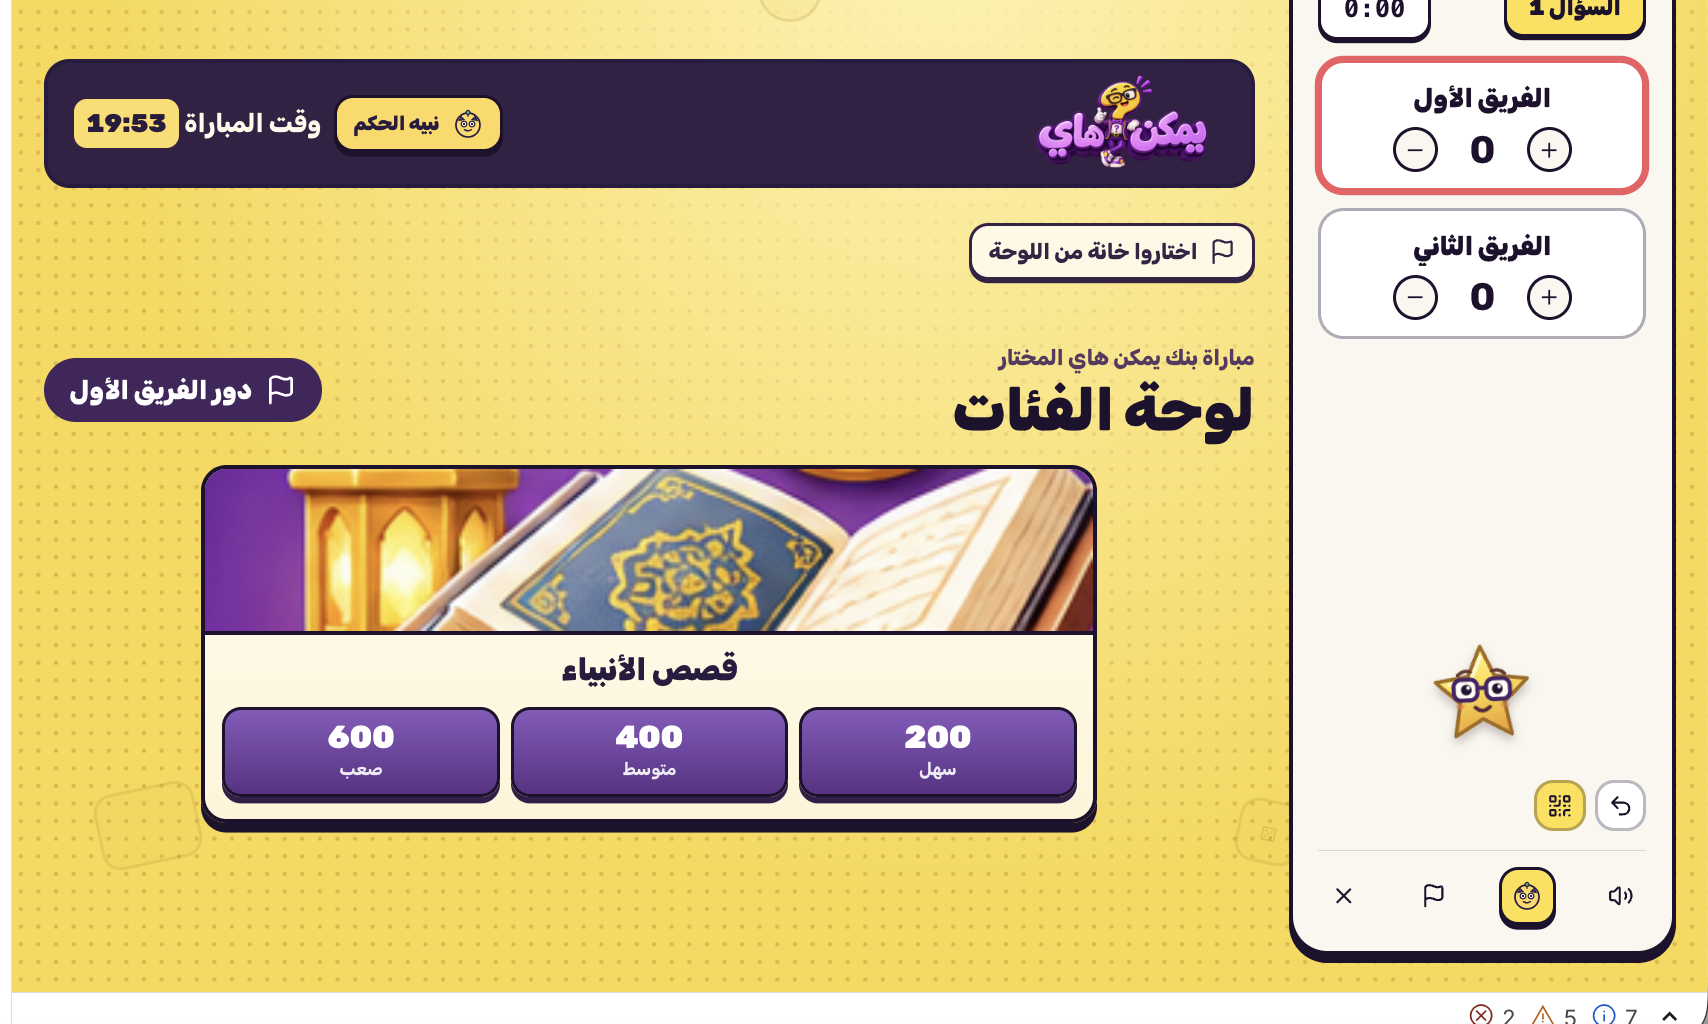 السؤال 1
0:00
الفريق الأول
+ 0 −
الفريق الثاني
+ 0 −
يمكن هاي
نبيه الحكم
وقت المباراة 19:53
اختاروا خانة من اللوحة
مباراة بنك يمكن هاي المختار
لوحة الفئات
دور الفريق الأول
قصص الأنبياء
200
سهل
400
متوسط
600
صعب
2 5 7